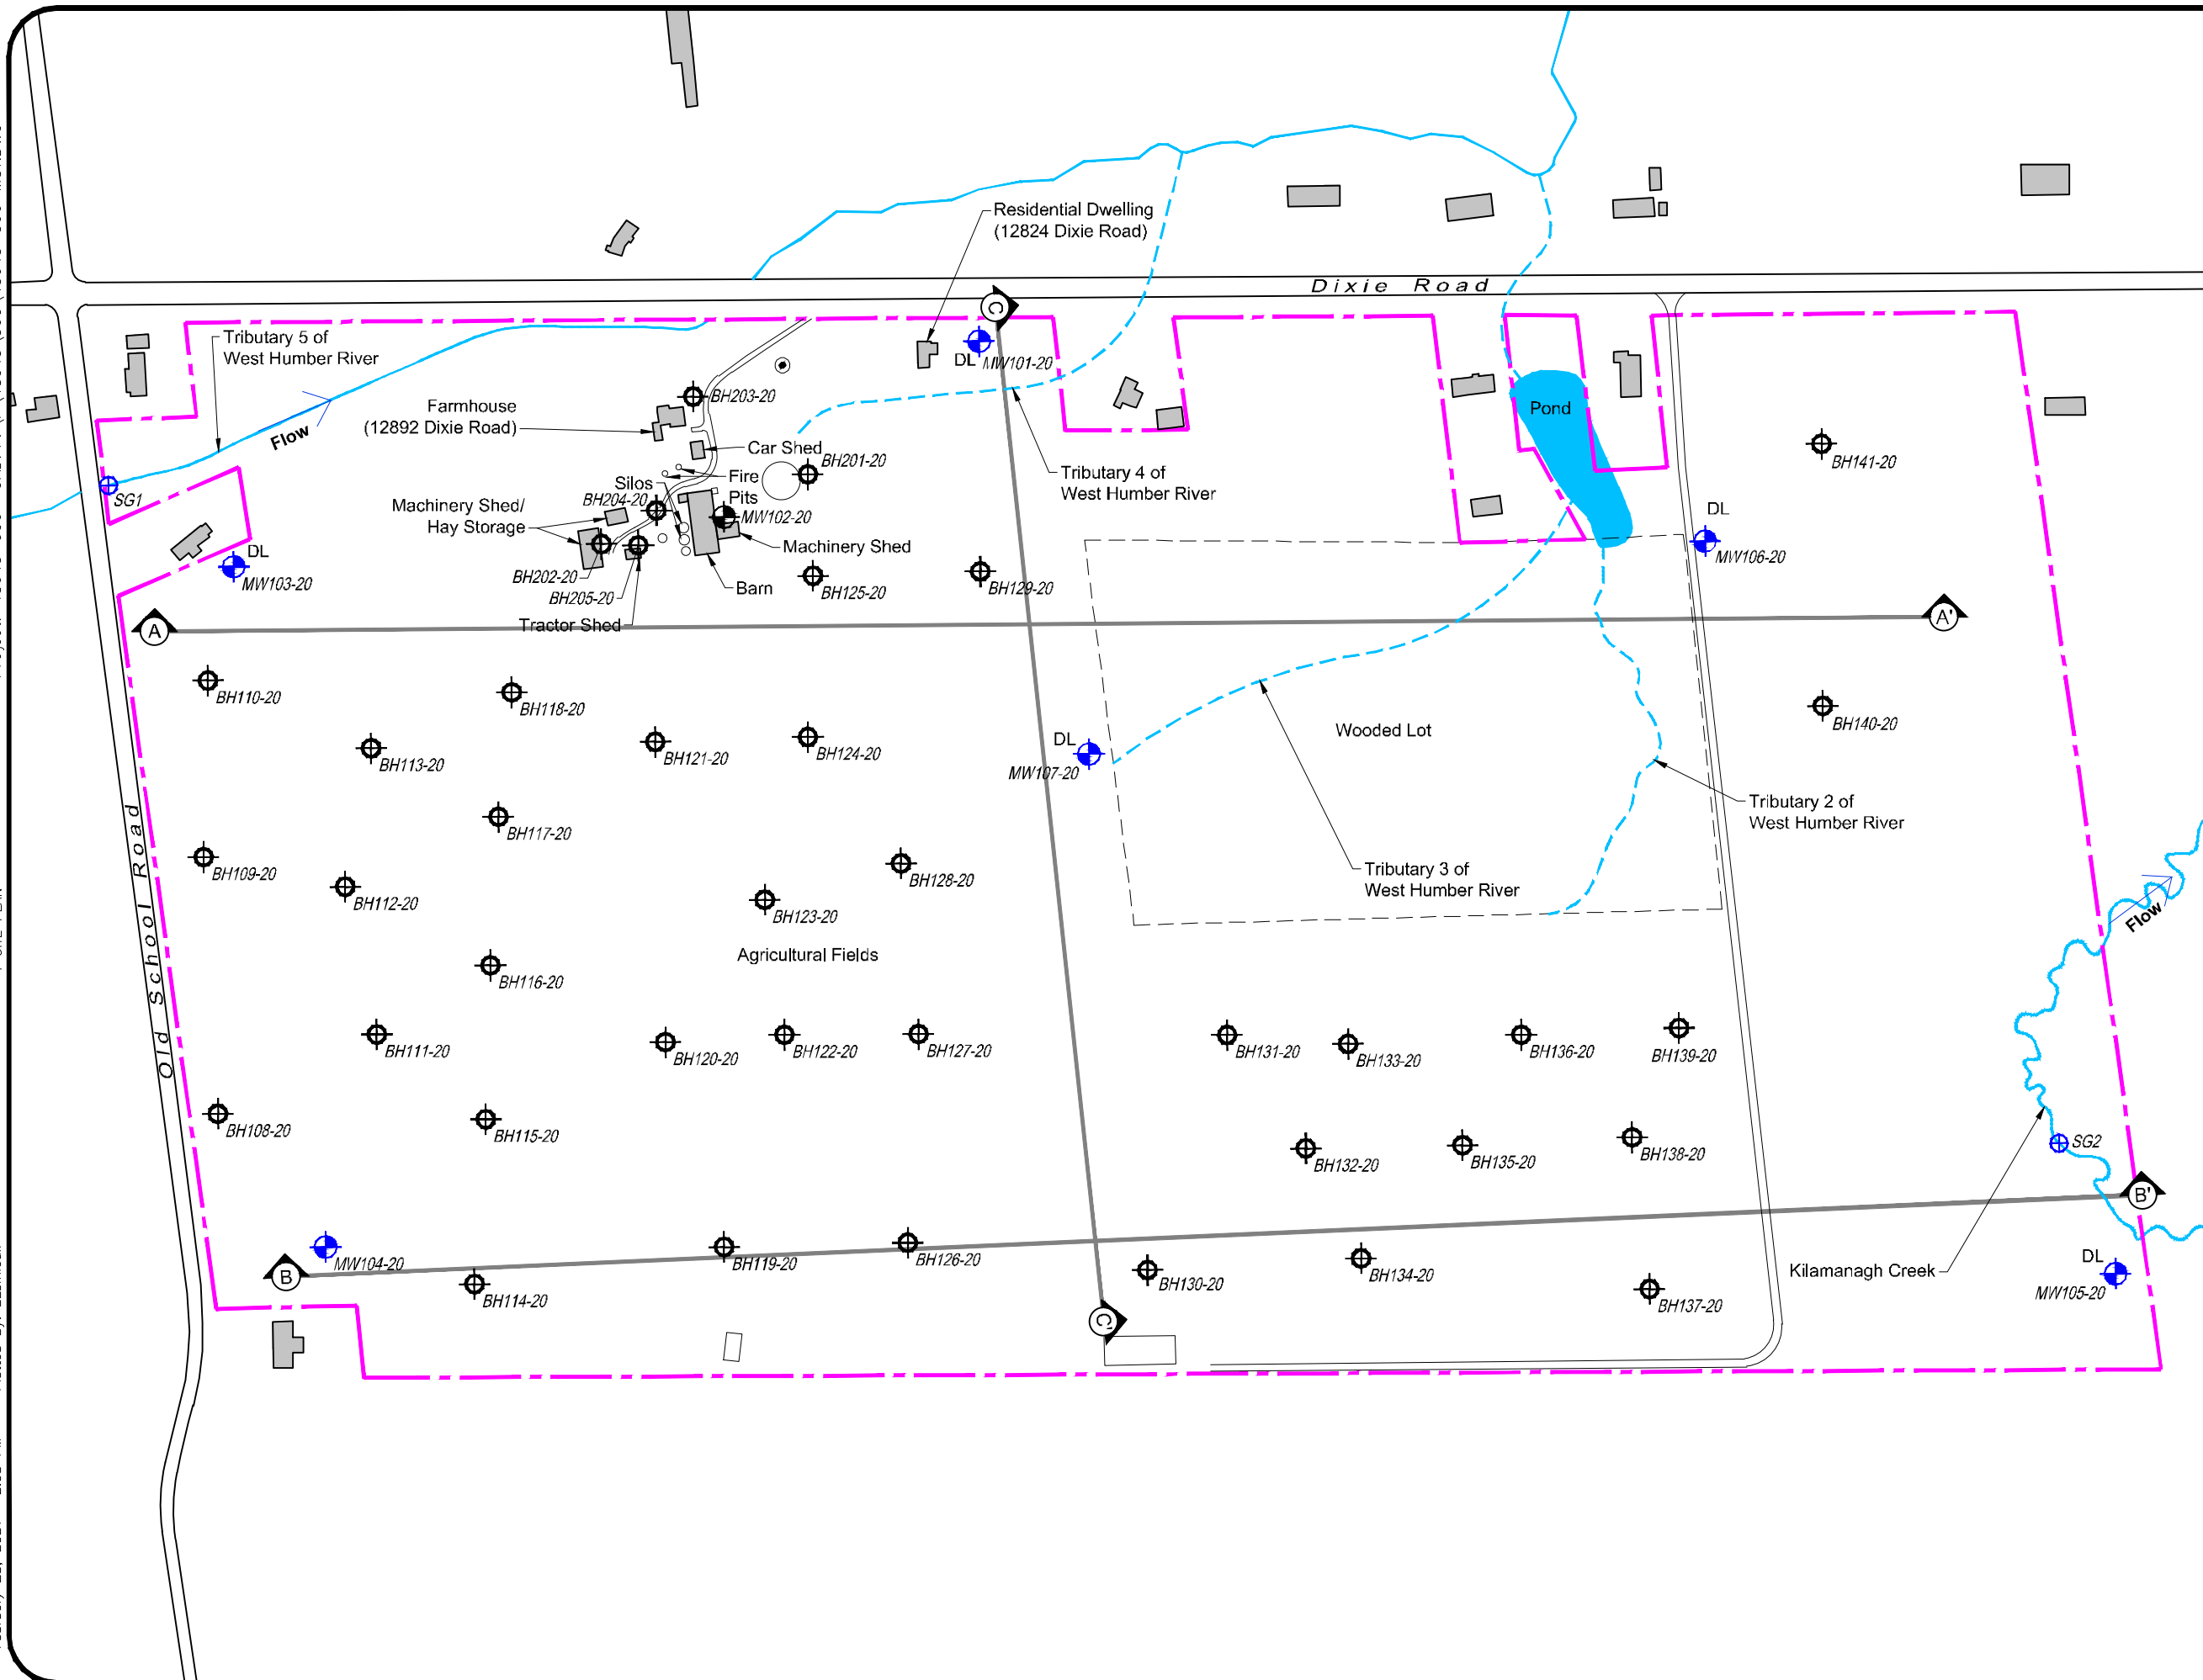 Residential Dwelling
(12824 Dixie Road)
Dixie Road
C
Tributary 5 of
West Humber River
Flow
DL
MW101-20
BH203-20
Farmhouse
(12892 Dixie Road)
Car Shed
Pond
BH201-20
BH141-20
Tributary 4 of
West Humber River
Fire
Pits
Silos
SG1
BH204-20
Machinery Shed/
Hay Storage
MW102-20
DL
MW106-20
Machinery Shed
DL
MW103-20
BH202-20
BH205-20
Barn
BH125-20
BH129-20
Tractor Shed
A
A'
BH110-20
BH118-20
BH140-20
BH113-20
BH121-20
BH124-20
DL
MW107-20
Wooded Lot
Tributary 2 of
West Humber River
BH117-20
Old School Road
BH109-20
BH112-20
BH128-20
BH123-20
Tributary 3 of
West Humber River
Flow
Agricultural Fields
BH116-20
BH111-20
BH120-20
BH122-20
BH127-20
BH131-20
BH133-20
BH136-20
BH139-20
BH108-20
BH115-20
BH132-20
BH135-20
BH138-20
SG2
B'
MW104-20
B
BH114-20
BH119-20
BH126-20
BH130-20
BH134-20
BH137-20
Kilamanagh Creek
DL
MW105-20
C'